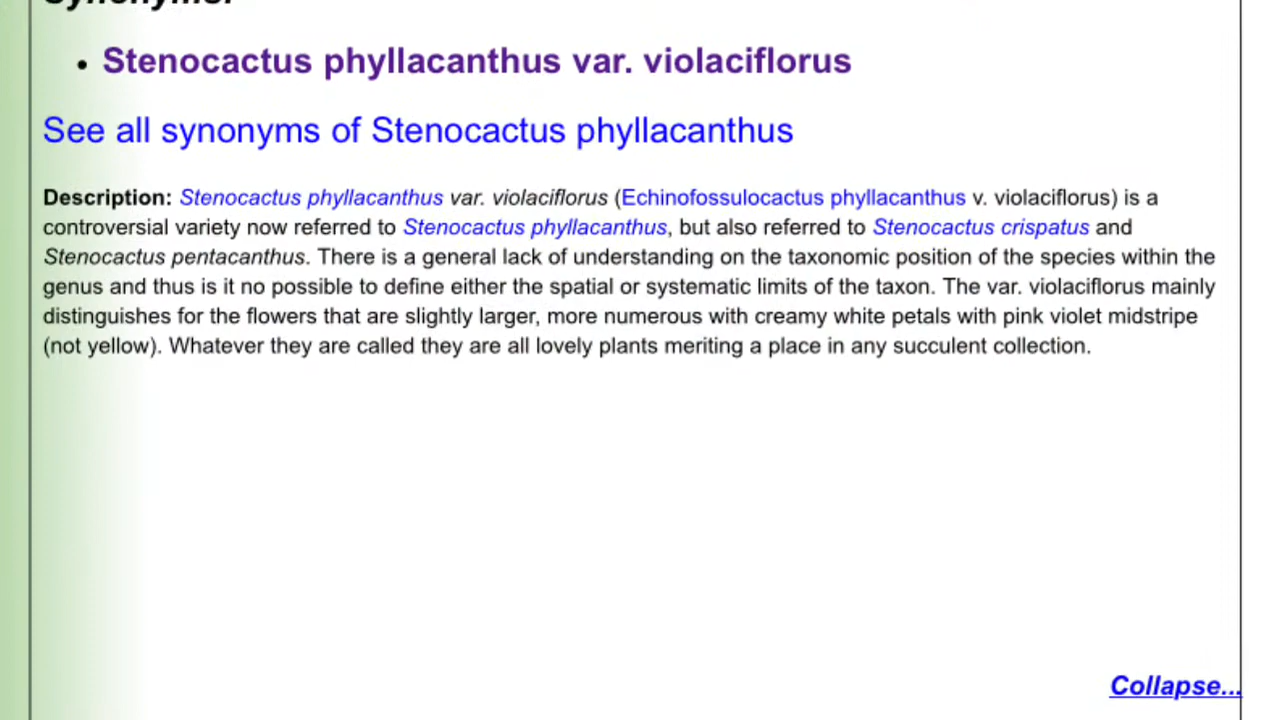 Synonyms:
• Stenocactus phyllacanthus var. violaciflorus
See all synonyms of Stenocactus phyllacanthus
Description: Stenocactus phyllacanthus var. violaciflorus (Echinofossulocactus phyllacanthus v. violaciflorus) is a
controversial variety now referred to Stenocactus phyllacanthus, but also referred to Stenocactus crispatus and
Stenocactus pentacanthus. There is a general lack of understanding on the taxonomic position of the species within the
genus and thus is it no possible to define either the spatial or systematic limits of the taxon. The var. violaciflorus mainly
distinguishes for the flowers that are slightly larger, more numerous with creamy white petals with pink violet midstripe
(not yellow). Whatever they are called they are all lovely plants meriting a place in any succulent collection.
Collapse...